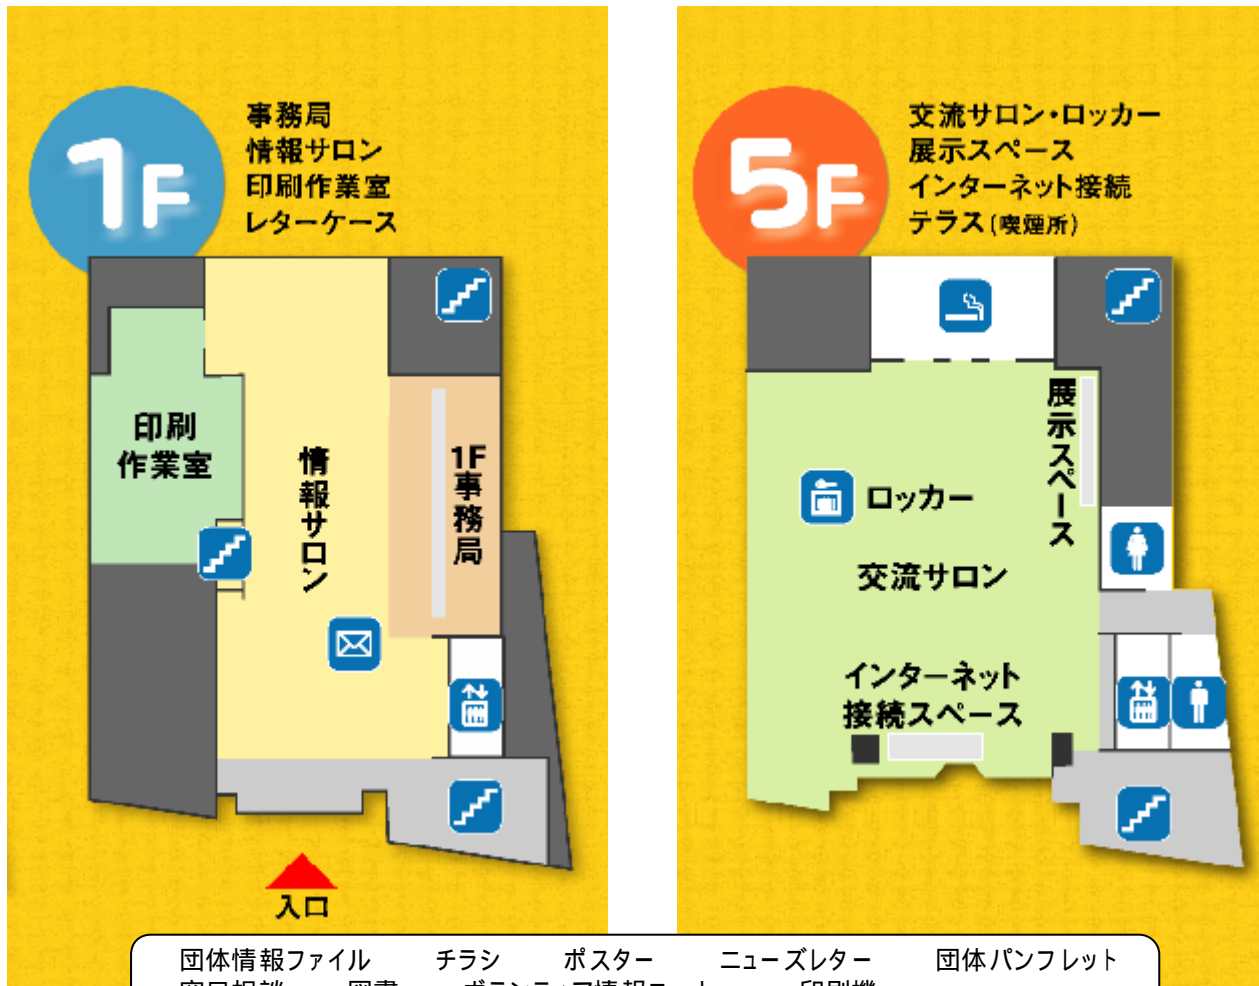 1F
事務局
情報サロン
印刷作業室
レターケース
印刷
作業室
情報サロン
1F事務局
入口
5F
交流サロン・ロッカー
展示スペース
インターネット接続
テラス(喫煙所)
展示スペース
ロッカー
交流サロン
インターネット
接続スペース
団体情報ファイル チラシ ポスター ニューズレター 団体パンフレット